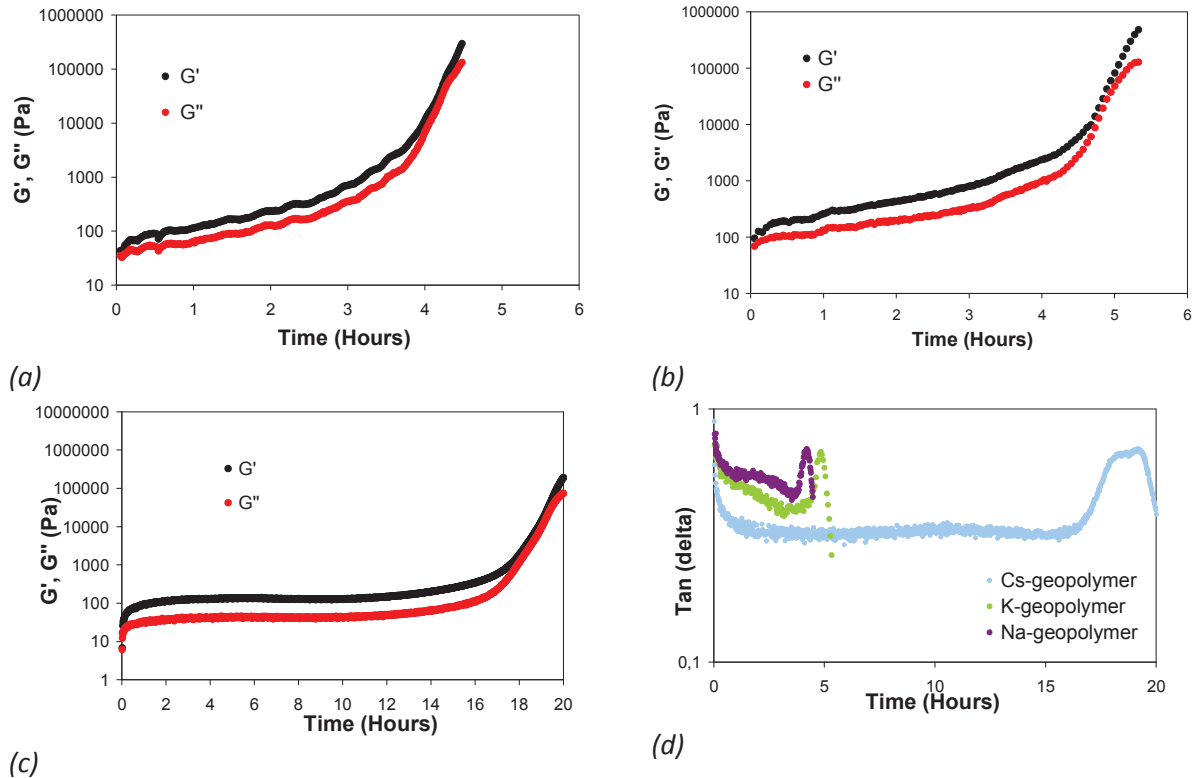 1000000
100000
10000
1000
100
10
G', G'' (Pa)
G'
G''
0 1 2 3 4 5 6
Time (Hours)
(a)
1000000
100000
10000
1000
100
10
G', G'' (Pa)
G'
G''
0 1 2 3 4 5 6
Time (Hours)
(b)
10000000
1000000
100000
10000
1000
100
10
1
G', G'' (Pa)
G'
G''
0 2 4 6 8 10 12 14 16 18 20
Time (Hours)
(c)
1
0,1
Tan (delta)
Cs-geopolymer
K-geopolymer
Na-geopolymer
0 5 10 15 20
Time (Hours)
(d)